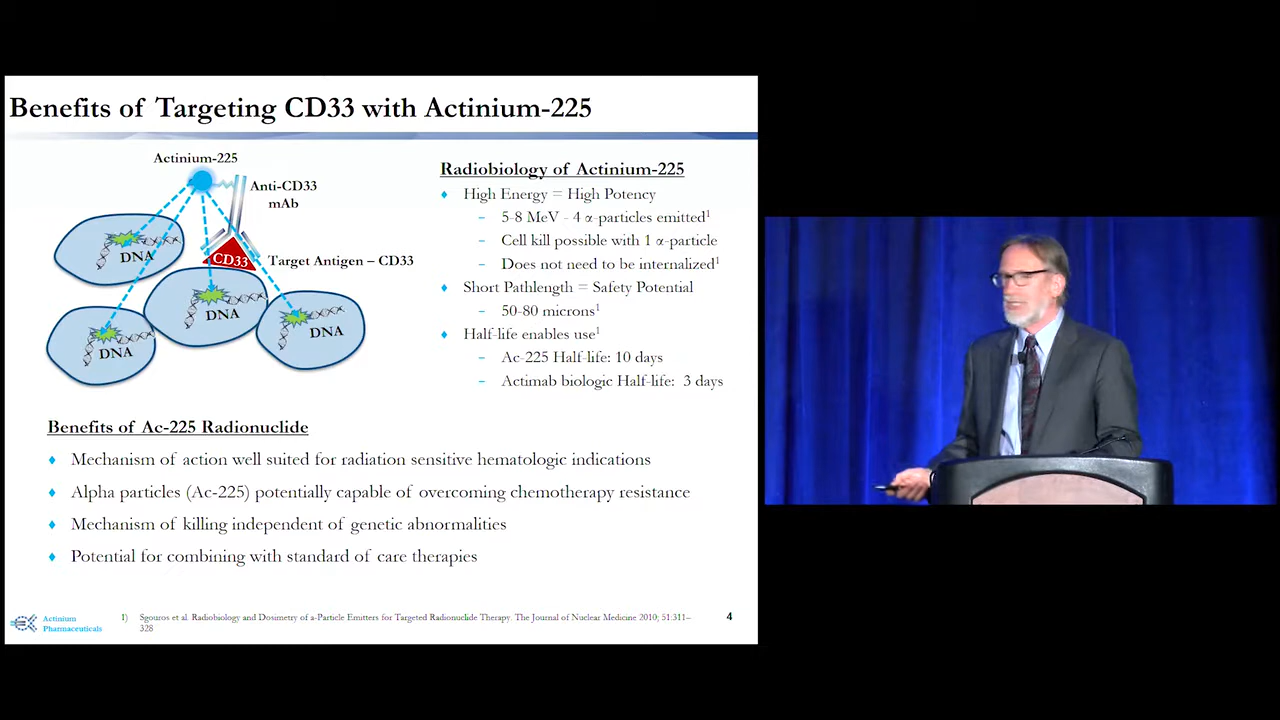 Benefits of Targeting CD33 with Actinium-225
Actinium-225
Anti-CD33
mAb
CD33
Target Antigen – CD33
DNA
DNA
DNA
DNA
Radiobiology of Actinium-225
♦ High Energy = High Potency
– 5-8 MeV - 4 α-particles emitted¹
– Cell kill possible with 1 α-particle
– Does not need to be internalized¹
♦ Short Pathlength = Safety Potential
– 50-80 microns¹
♦ Half-life enables use¹
– Ac-225 Half-life: 10 days
– Actimab biologic Half-life: 3 days
Benefits of Ac-225 Radionuclide
♦ Mechanism of action well suited for radiation sensitive hematologic indications
♦ Alpha particles (Ac-225) potentially capable of overcoming chemotherapy resistance
♦ Mechanism of killing independent of genetic abnormalities
♦ Potential for combining with standard of care therapies
Actinium
Pharmaceuticals
1) Sgouros et al. Radiobiology and Dosimetry of a-Particle Emitters for Targeted Radionuclide Therapy. The Journal of Nuclear Medicine 2010; 51:311–
328
4